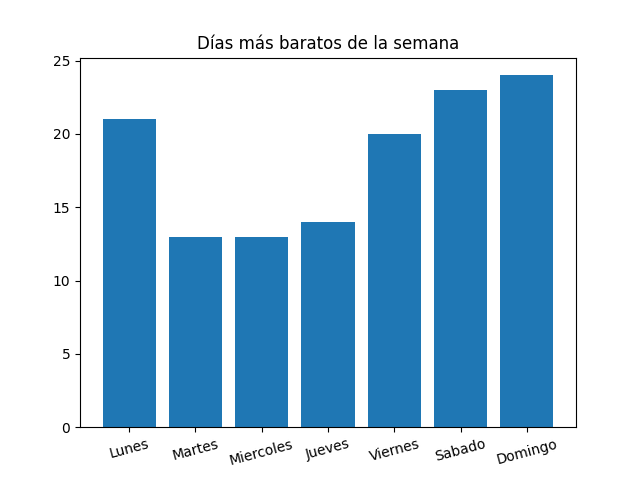 Días más baratos de la semana
25
20
15
10
5
0
Lunes
Martes
Miercoles
Jueves
Viernes
Sabado
Domingo